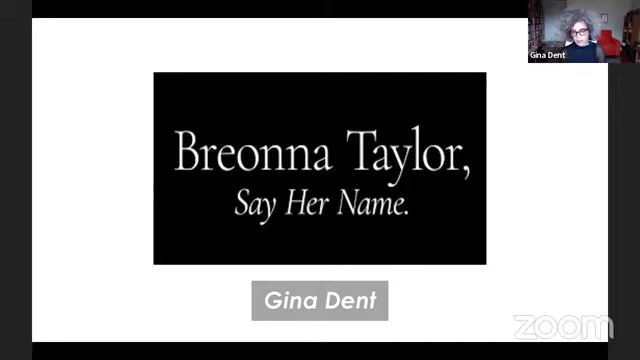 Gina Dent
Breonna Taylor,
Say Her Name.
Gina Dent
zoom